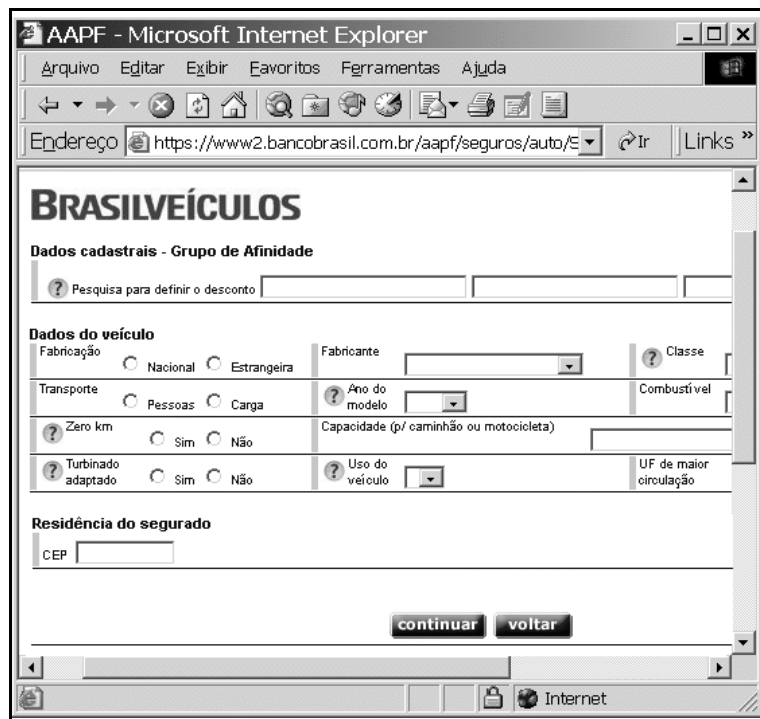 AAPF - Microsoft Internet Explorer
Arquivo Editar Exibir Favoritos Ferramentas Ajuda
Endereço https://www2.bancobrasil.com.br/aapf/seguros/auto/S Ir Links »
BRASILVEÍCULOS
Dados cadastrais - Grupo de Afinidade
? Pesquisa para definir o desconto
Dados do veículo
Fabricação Nacional Estrangeira Fabricante ? Classe
Transporte Pessoas Carga ? Ano do modelo Combustível
? Zero km Sim Não Capacidade (p/ caminhão ou motocicleta)
? Turbinado adaptado Sim Não ? Uso do veículo UF de maior circulação
Residência do segurado
CEP
continuar voltar
Internet